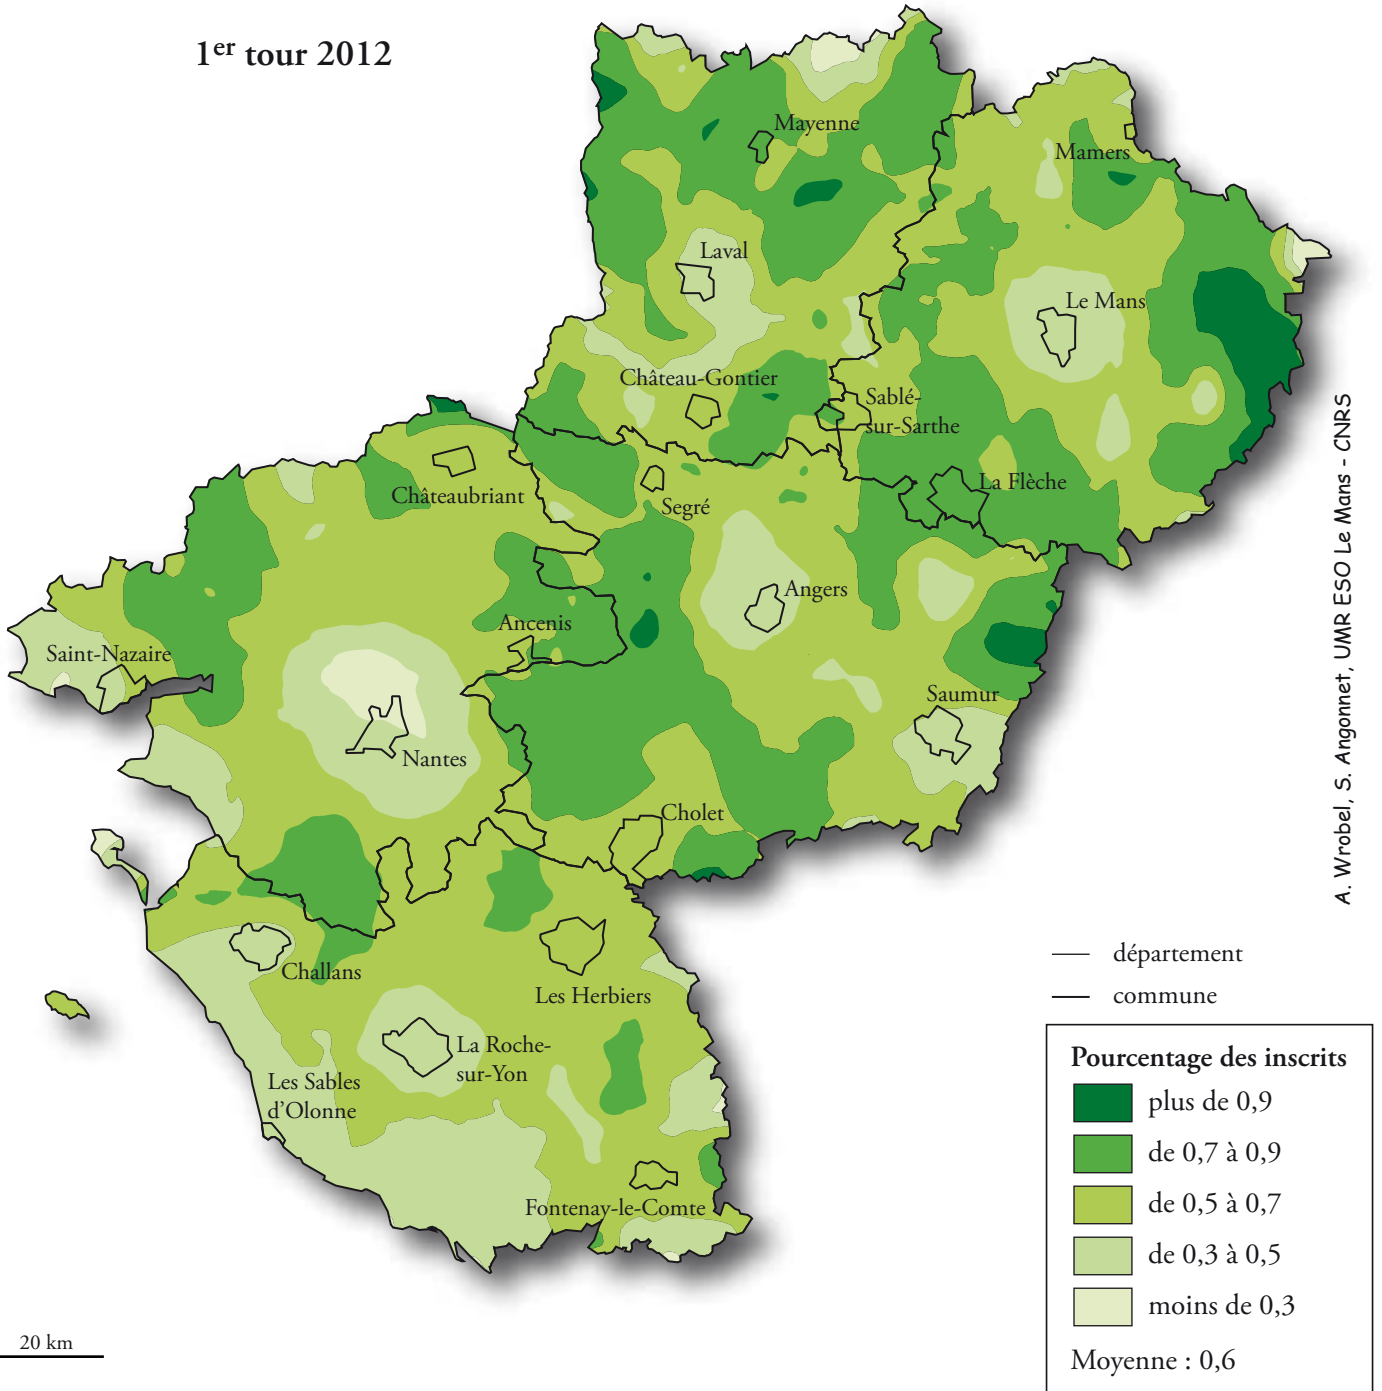 1er tour 2012
Mayenne
Mamers
Laval
Le Mans
Château-Gontier
Sablé-
sur-Sarthe
La Flèche
Châteaubriant
Segré
Angers
Ancenis
Saint-Nazaire
Saumur
Nantes
Cholet
Challans
Les Herbiers
La Roche-
sur-Yon
Les Sables
d'Olonne
Fontenay-le-Comte
A. Wrobel, S. Angonnet, UMR ESO Le Mans - CNRS
département
commune
Pourcentage des inscrits
plus de 0,9
de 0,7 à 0,9
de 0,5 à 0,7
de 0,3 à 0,5
moins de 0,3
Moyenne : 0,6
20 km